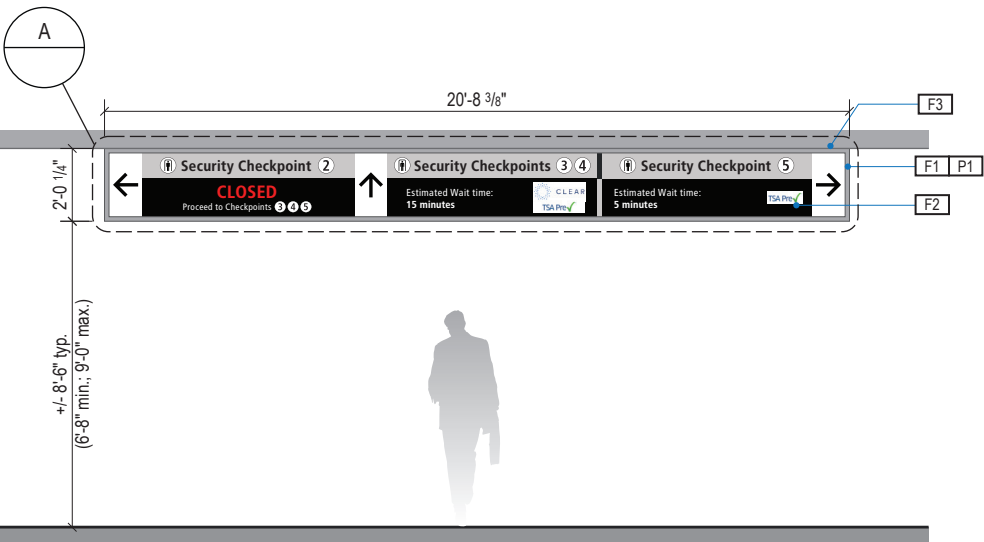 A
20'-8 3/8"
F3
2'-0 1/4"
F1 P1
F2
Security Checkpoint 2
CLOSED
Proceed to Checkpoints 3 4 5
Security Checkpoints 3 4
Estimated Wait time:
15 minutes
CLEAR
TSA Pre✓
Security Checkpoint 5
Estimated Wait time:
5 minutes
TSA Pre✓
+/- 8'-6" typ.
(6'-8" min.; 9'-0" max.)